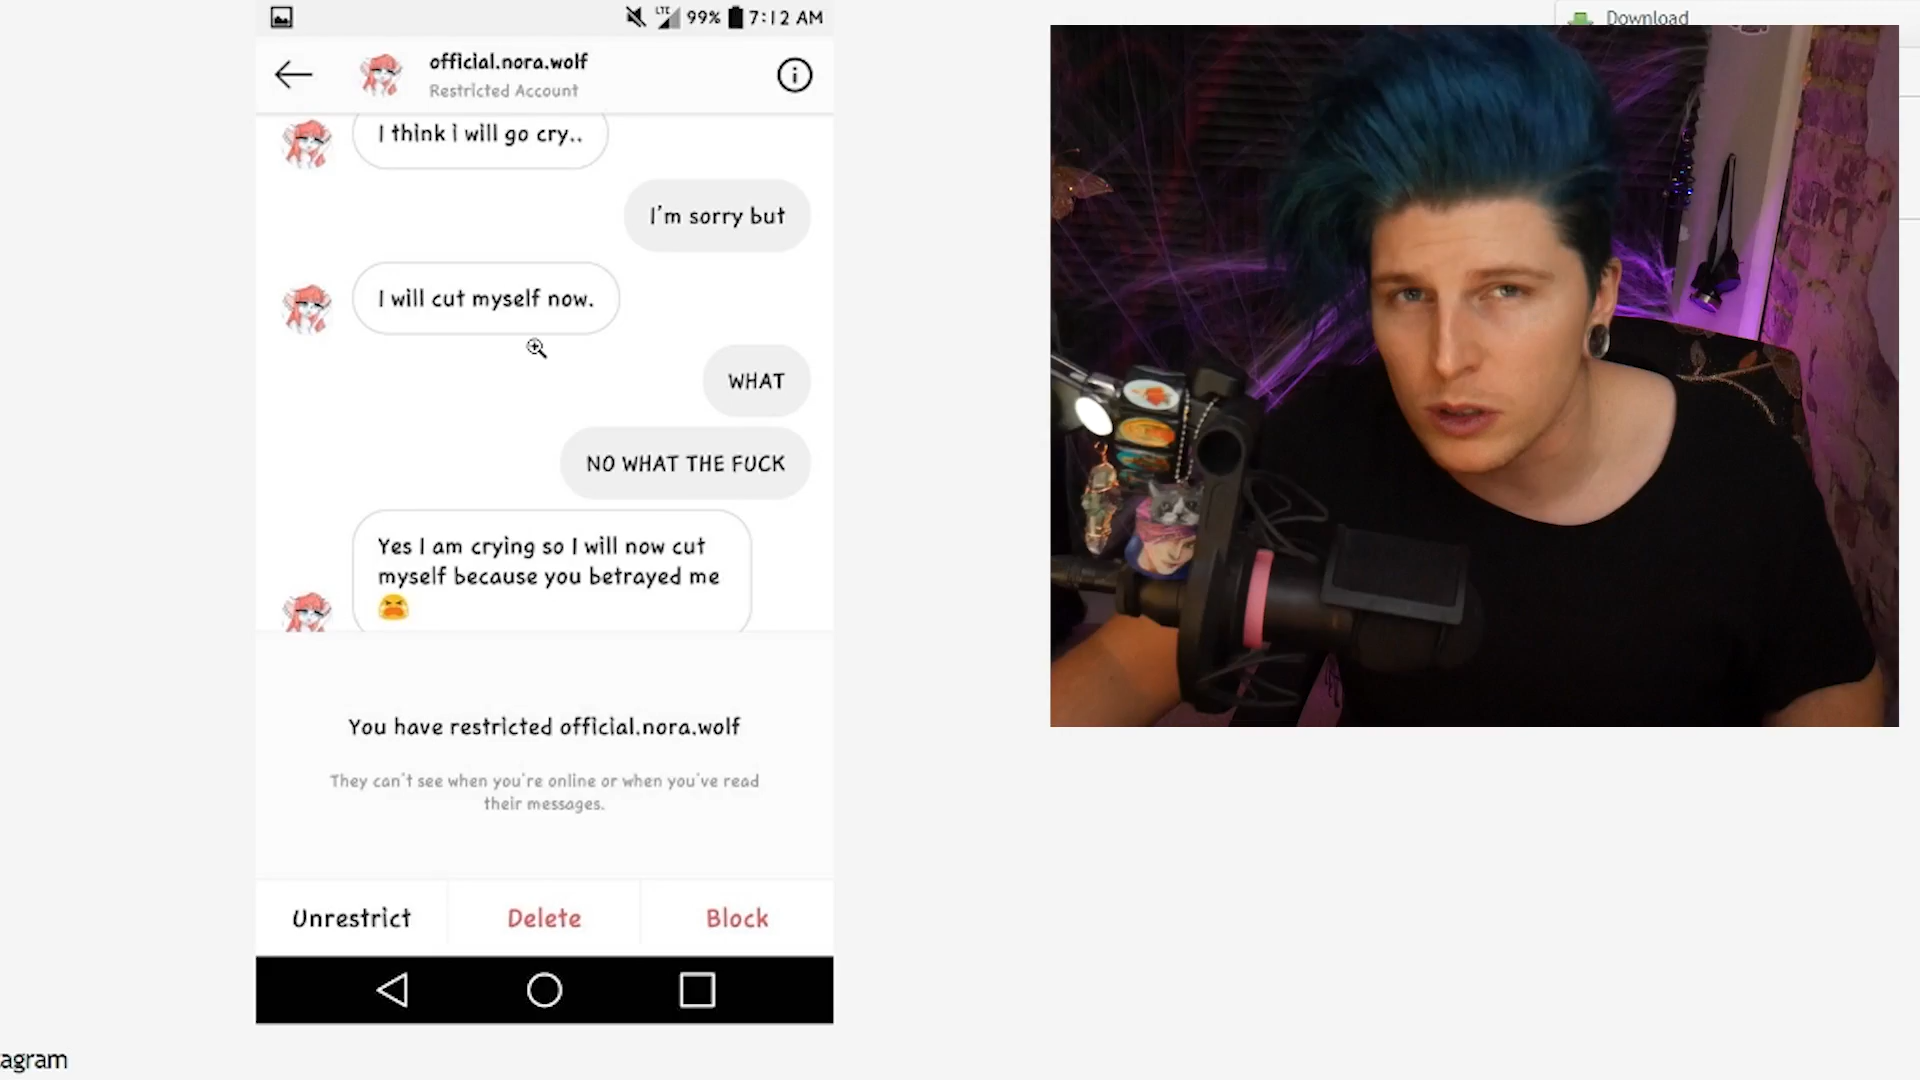 99% 7:12 AM
LTE
Download
official.nora.wolf
Restricted Account
I think i will go cry..
I'm sorry but
I will cut myself now.
WHAT
NO WHAT THE FUCK
Yes I am crying so I will now cut
myself because you betrayed me
You have restricted official.nora.wolf
They can't see when you're online or when you've read
their messages.
Unrestrict
Delete
Block
agram